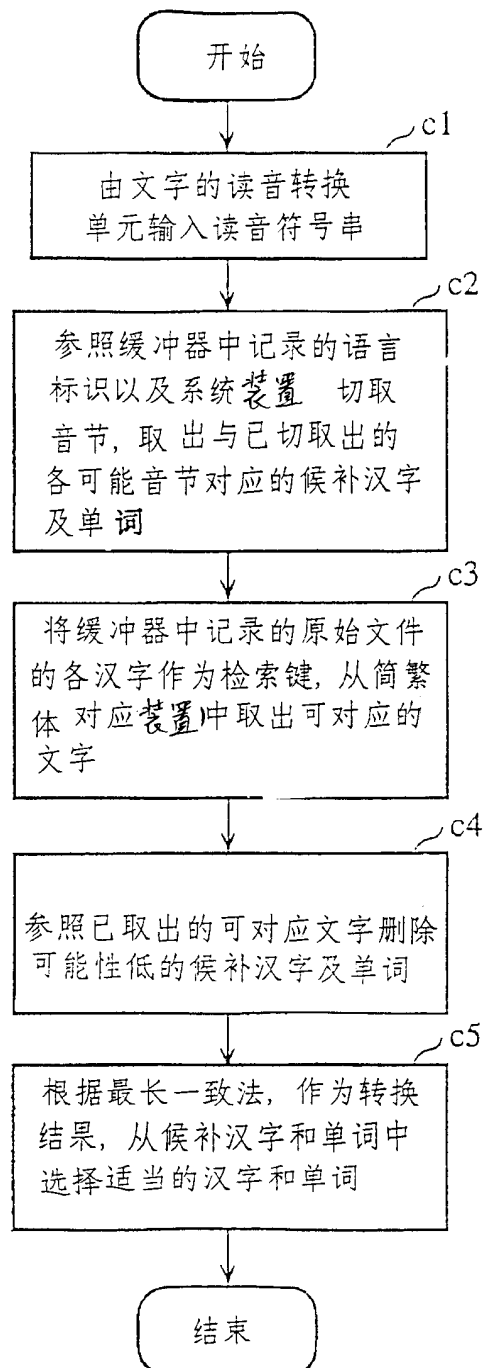 开始
c1
由文字的读音转换
单元输入读音符号串
c2
参照缓冲器中记录的语言
标识以及系统装置 切取
音节,取出与已切取出的
各可能音节对应的候补汉字
及单词
c3
将缓冲器中记录的原始文件
的各汉字作为检索键,从简繁
体对应装置中取出可对应的
文字
c4
参照已取出的可对应文字删除
可能性低的候补汉字及单词
c5
根据最长一致法,作为转换
结果,从候补汉字和单词中
选择适当的汉字和单词
结束